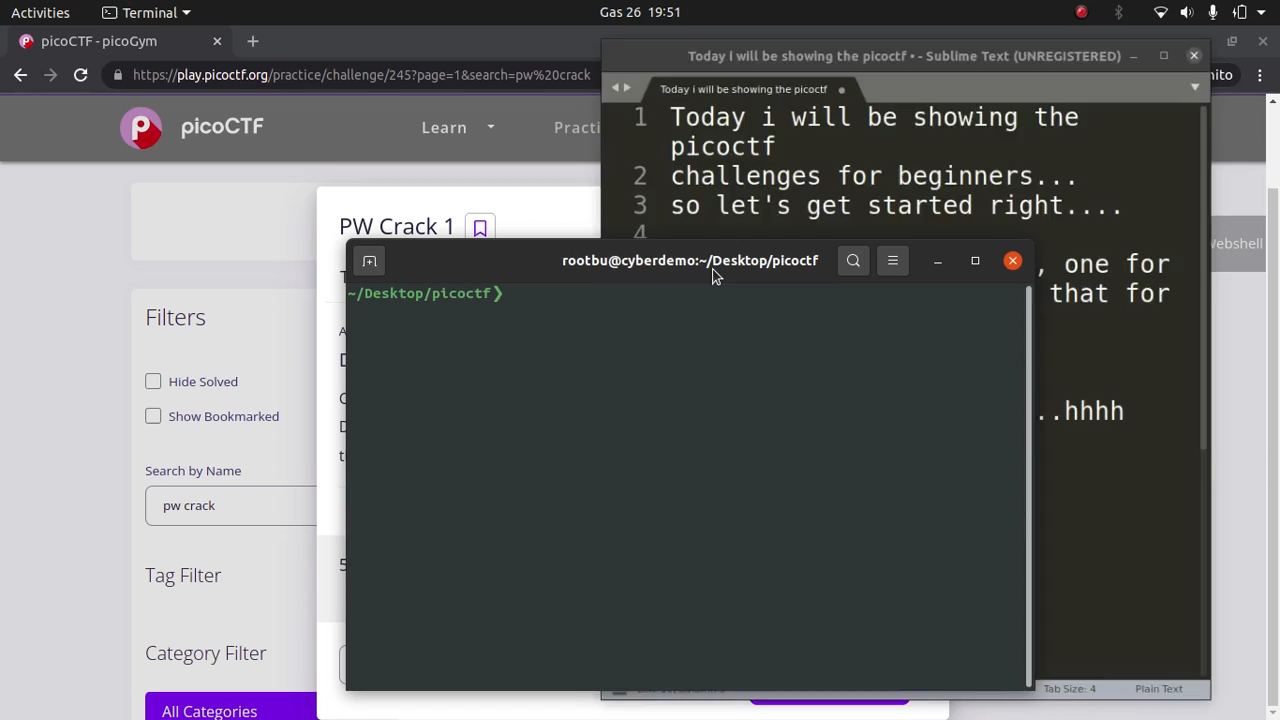 Activities
Terminal
Gas 26 19:51
picoCTF - picoGym
https://play.picoctf.org/practice/challenge/245?page=1&search=pw%20crack
Today i will be showing the picoctf • - Sublime Text (UNREGISTERED)
Today i will be showing the picoctf
picoCTF
Learn
1 Today i will be showing the
picoctf
2 challenges for beginners...
3 so let's get started right....
4
, one for
that for
..hhhh
PW Crack 1
Webshell
rootbu@cyberdemo:~/Desktop/picoctf
~/Desktop/picoctf ❯
Filters
Hide Solved
Show Bookmarked
Search by Name
pw crack
Tag Filter
Category Filter
All Categories
Tab Size: 4
Plain Text